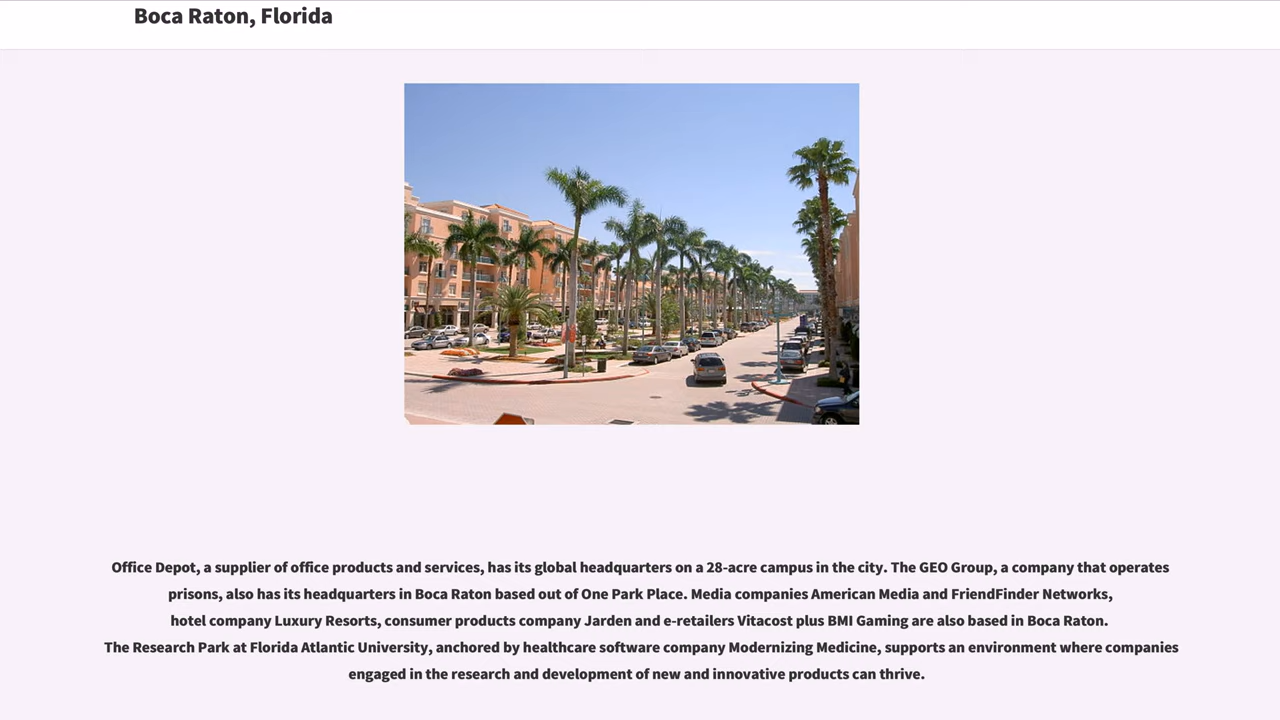 Boca Raton, Florida
Office Depot, a supplier of office products and services, has its global headquarters on a 28-acre campus in the city. The GEO Group, a company that operates
prisons, also has its headquarters in Boca Raton based out of One Park Place. Media companies American Media and FriendFinder Networks,
hotel company Luxury Resorts, consumer products company Jarden and e-retailers Vitacost plus BMI Gaming are also based in Boca Raton.
The Research Park at Florida Atlantic University, anchored by healthcare software company Modernizing Medicine, supports an environment where companies
engaged in the research and development of new and innovative products can thrive.